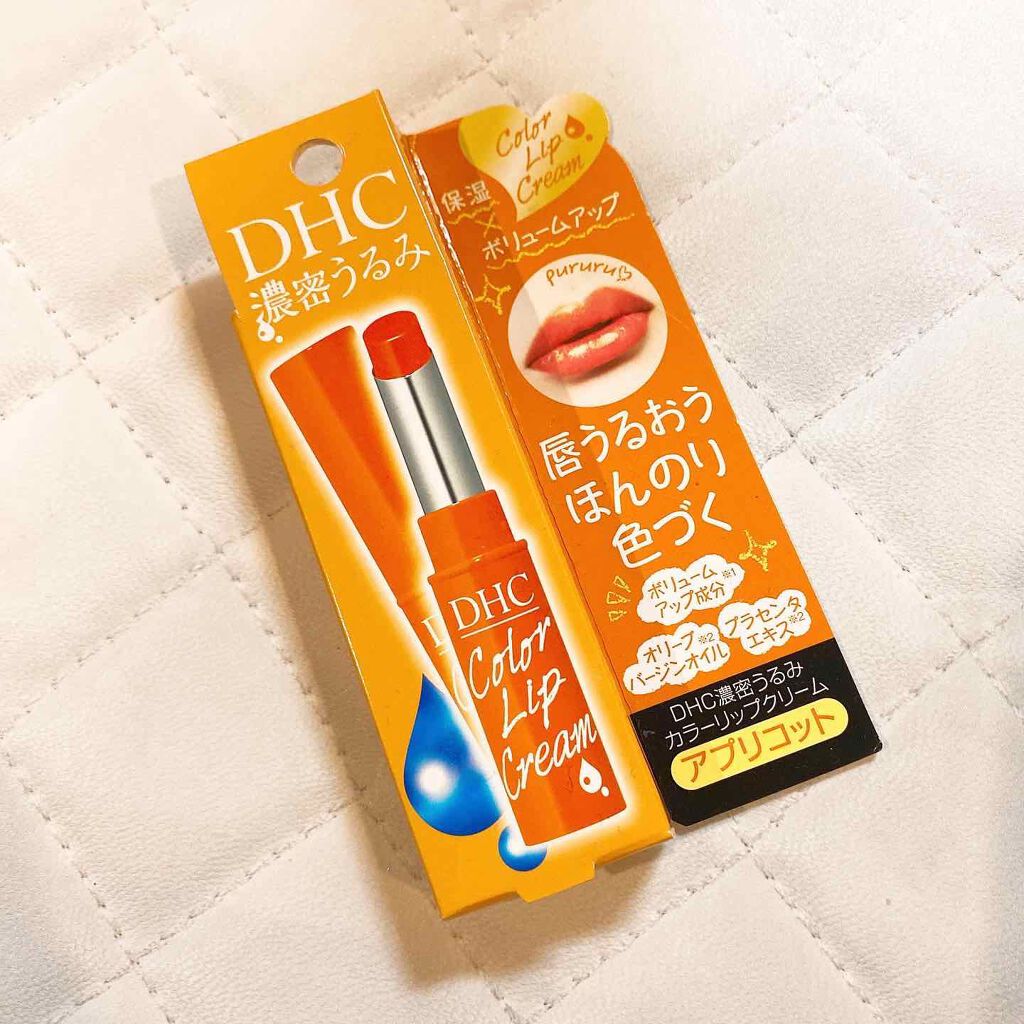 DHC
濃密うるみ
DHC
Color
Lip
Cream
Color
Lip
Cream
保湿
×
ボリュームアップ
pururu
唇うるおう
ほんのり
色づく
ボリューム※1
アップ成分
オリーブ※2
バージンオイル
プラセンタ
エキス※2
DHC濃密うるみ
カラーリップクリーム
アプリコット